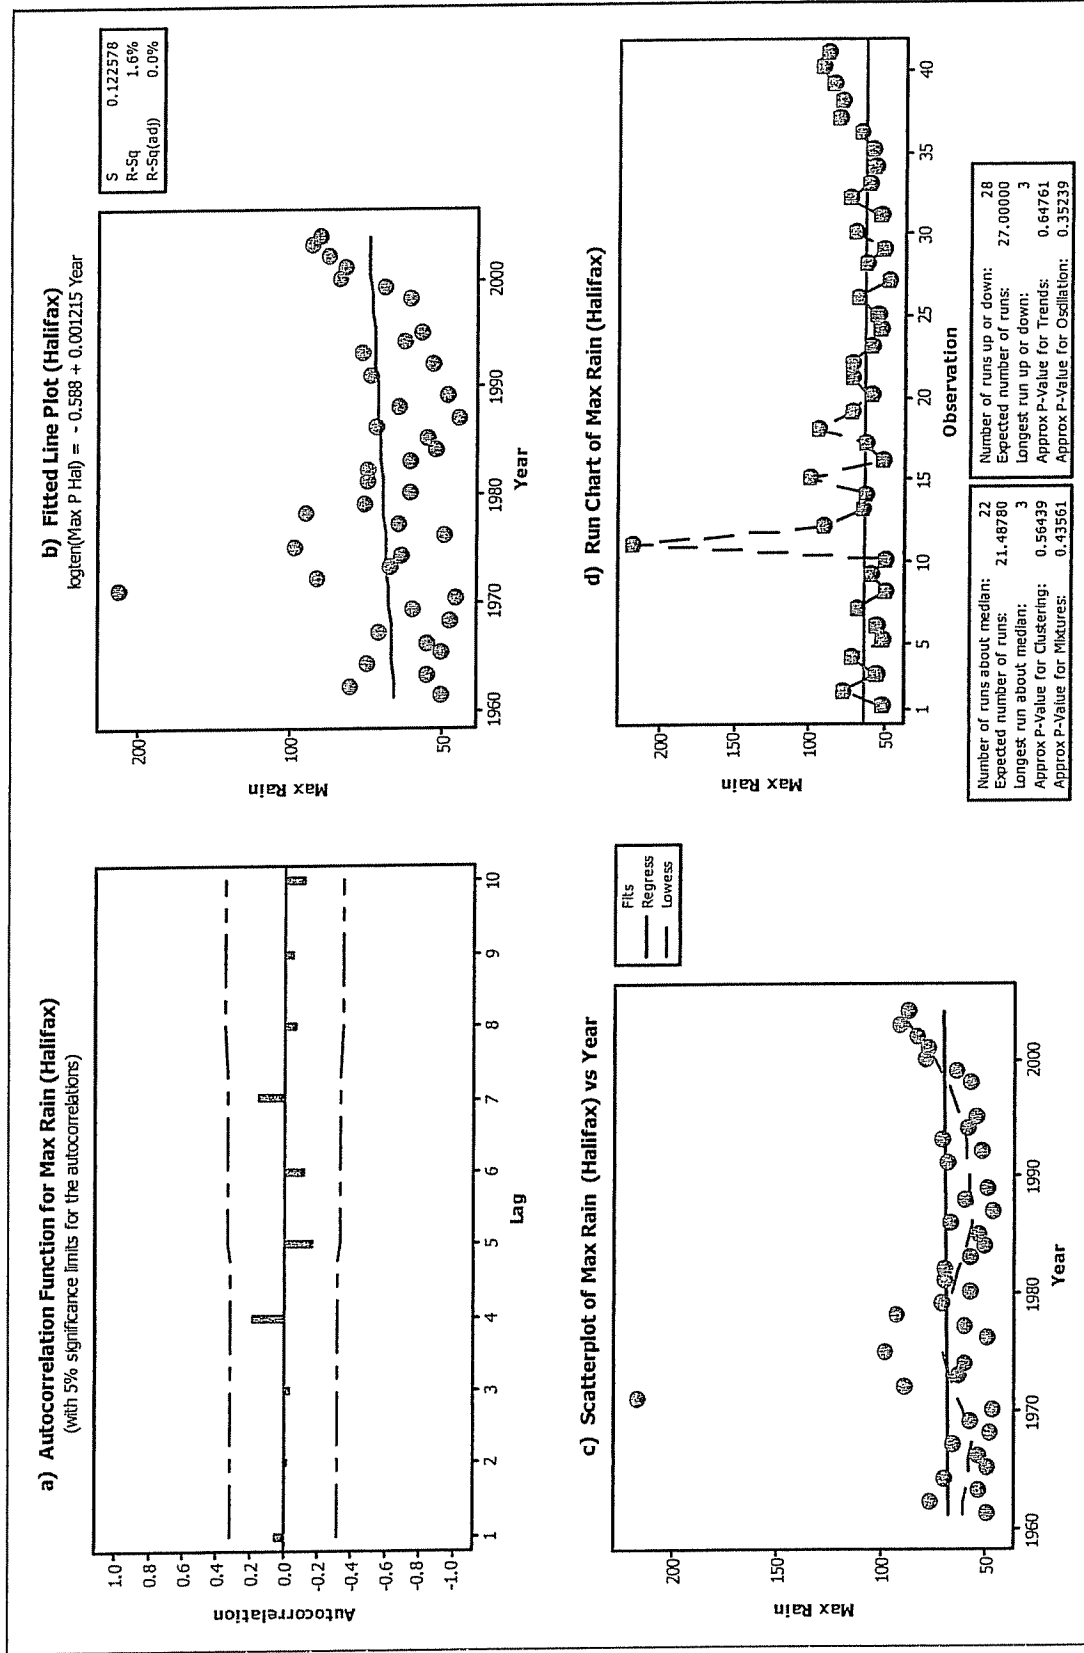 a) Autocorrelation Function for Max Rain (Halifax)
(with 5% significance limits for the autocorrelations)
Autocorrelation
1.0
0.8
0.6
0.4
0.2
0.0
-0.2
-0.4
-0.6
-0.8
-1.0
1 2 3 4 5 6 7 8 9 10
Lag
b) Fitted Line Plot (Halifax)
logten(Max P Hal) = - 0.588 + 0.001215 Year
S 0.122578
R-Sq 1.6%
R-Sq(adj) 0.0%
Max Rain
200
100
50
1960 1970 1980 1990 2000
Year
c) Scatterplot of Max Rain (Halifax) vs Year
Fits
Regress
Lowess
Max Rain
200
150
100
50
1960 1970 1980 1990 2000
Year
d) Run Chart of Max Rain (Halifax)
Max Rain
200
150
100
50
1 5 10 15 20 25 30 35 40
Observation
Number of runs about median: 22
Expected number of runs: 21.48780
Longest run about median: 3
Approx P-Value for Clustering: 0.56439
Approx P-Value for Mixtures: 0.43561
Number of runs up or down: 28
Expected number of runs: 27.00000
Longest run up or down: 3
Approx P-Value for Trends: 0.64761
Approx P-Value for Oscillation: 0.35239